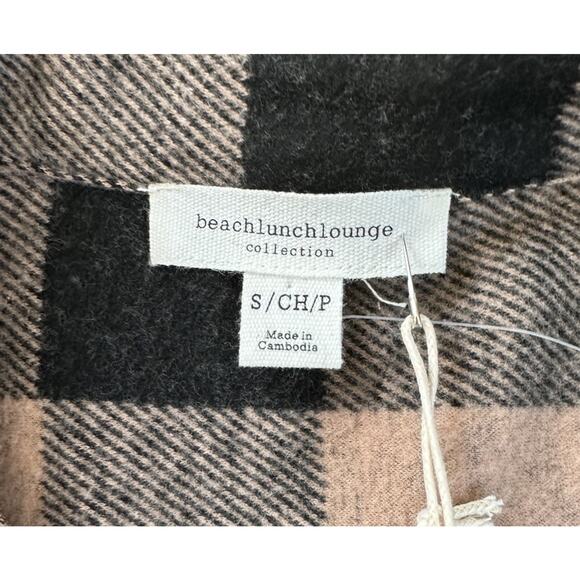 beachlunchlounge
collection
S/CH/P
Made in
Cambodia